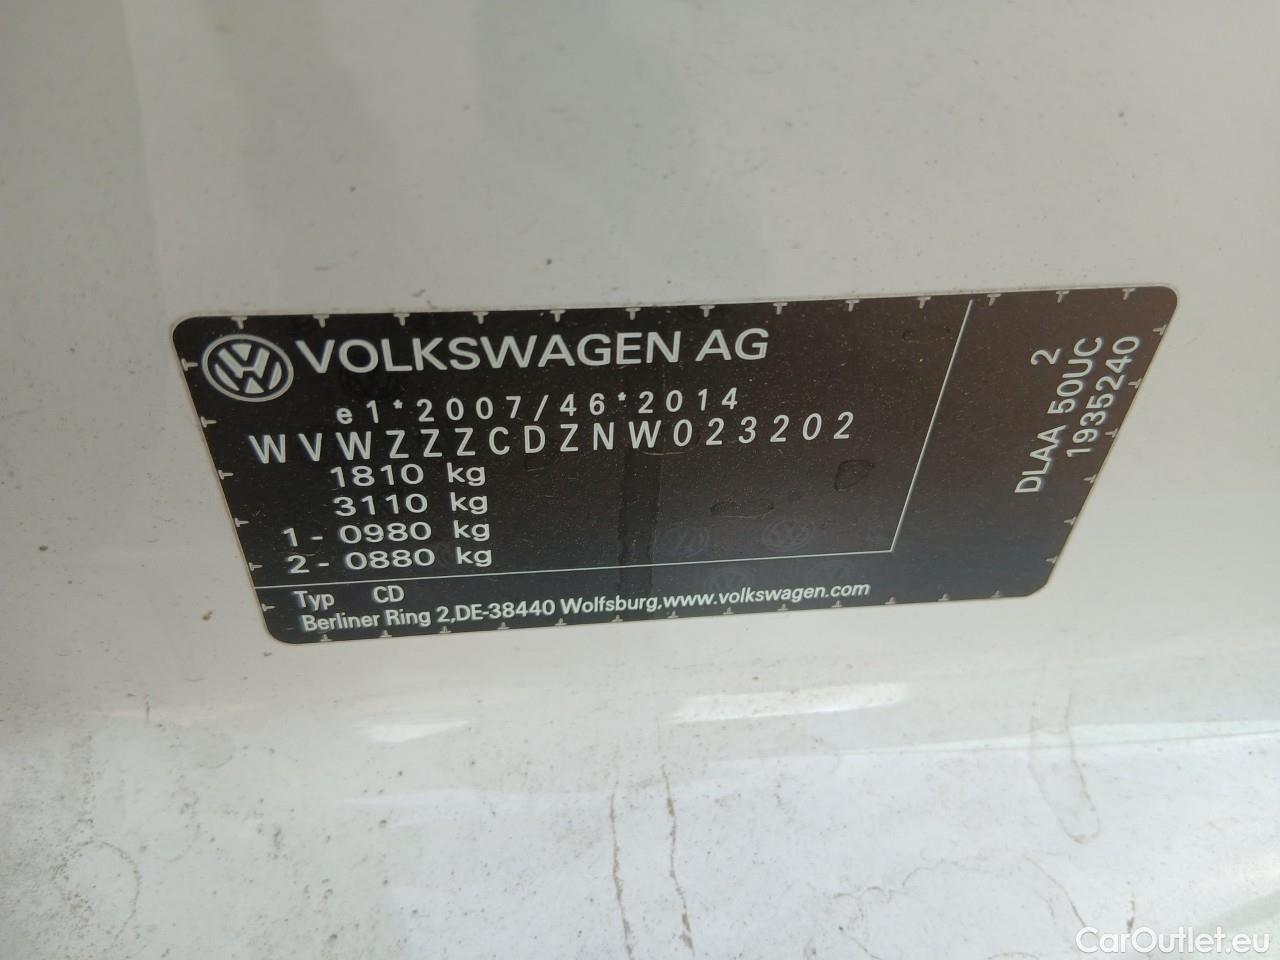 VOLKSWAGEN AG
e1*2007/46*2014
WVWZZZCDZNW023202
1810 kg
3110 kg
1 - 0980 kg
2 - 0880 kg
Typ CD
Berliner Ring 2,DE-38440 Wolfsburg,www.volkswagen.com
2
DLAA 50UC
1935240
CarOutlet.eu